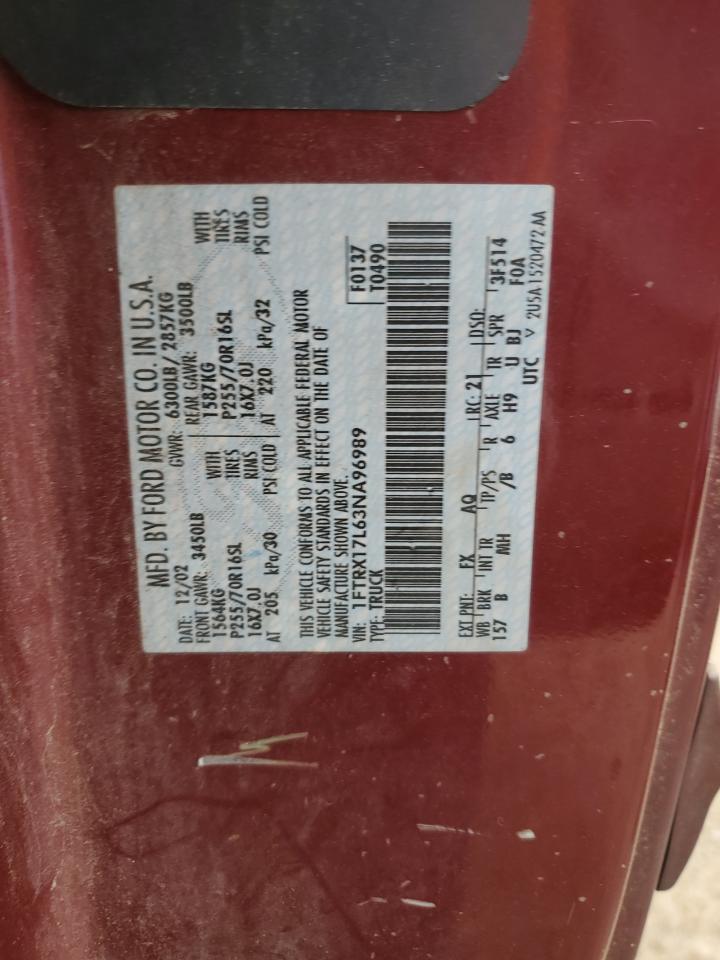 MFD. BY FORD MOTOR CO. IN U.S.A.
DATE: 12/02 GVWR: 6300LB / 2857KG
FRONT GAWR: 3450LB REAR GAWR: 3500LB
1564KG WITH 1587KG WITH
P255/70R16SL TIRES P255/70R16SL TIRES
16X7.0J RIMS 16X7.0J RIMS
AT 205 kPa/30 PSI COLD AT 220 kPa/32 PSI COLD
THIS VEHICLE CONFORMS TO ALL APPLICABLE FEDERAL MOTOR
VEHICLE SAFETY STANDARDS IN EFFECT ON THE DATE OF
MANUFACTURE SHOWN ABOVE.
VIN: 1FTRX17L63NA96989 F0137
TYPE: TRUCK T0490
EXT PNT: FX AQ RC: 21 DSO:
WB BRK INT TR TP/PS R AXLE TR SPR 3F514
157 B MH /B 6 H9 U BJ F0A
UTC V 2U5A 1520472 AA